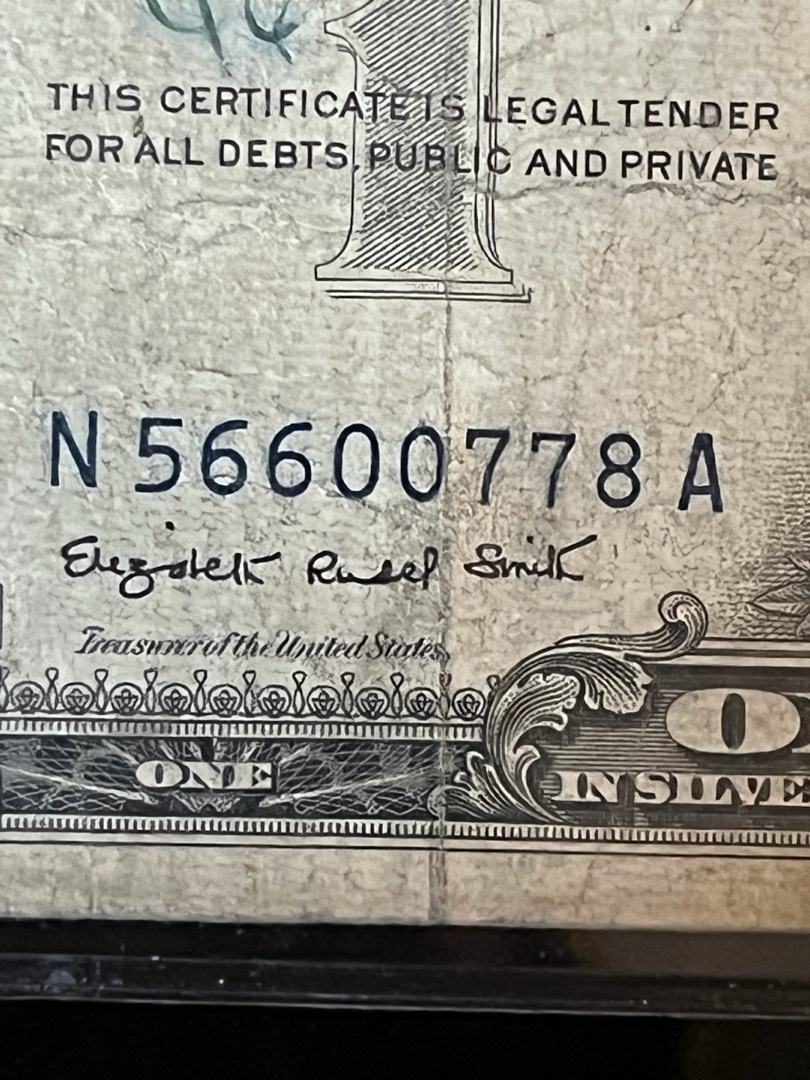 THIS CERTIFICATE IS LEGAL TENDER
FOR ALL DEBTS, PUBLIC AND PRIVATE
N 56600778 A
Elizabeth Rudel Smith
Treasurer of the United States
ONE
IN SILVE